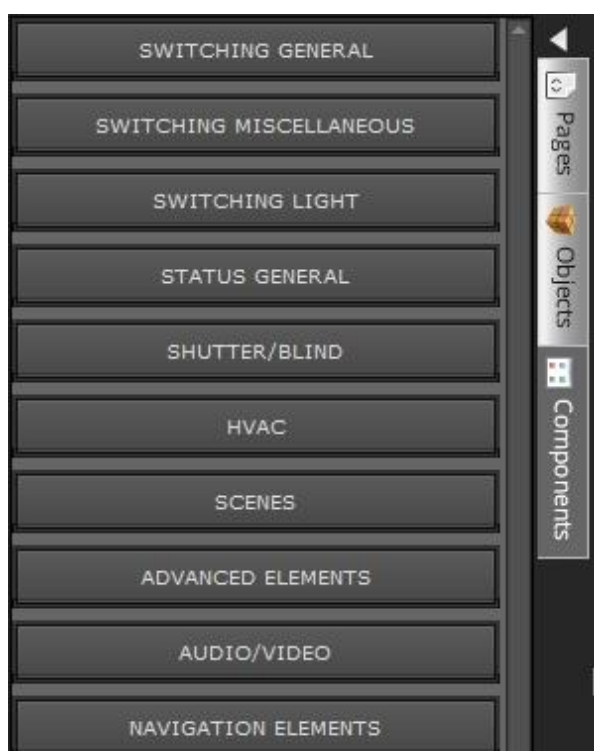 SWITCHING GENERAL
SWITCHING MISCELLANEOUS
SWITCHING LIGHT
STATUS GENERAL
SHUTTER/BLIND
HVAC
SCENES
ADVANCED ELEMENTS
AUDIO/VIDEO
NAVIGATION ELEMENTS
Pages
Objects
Components